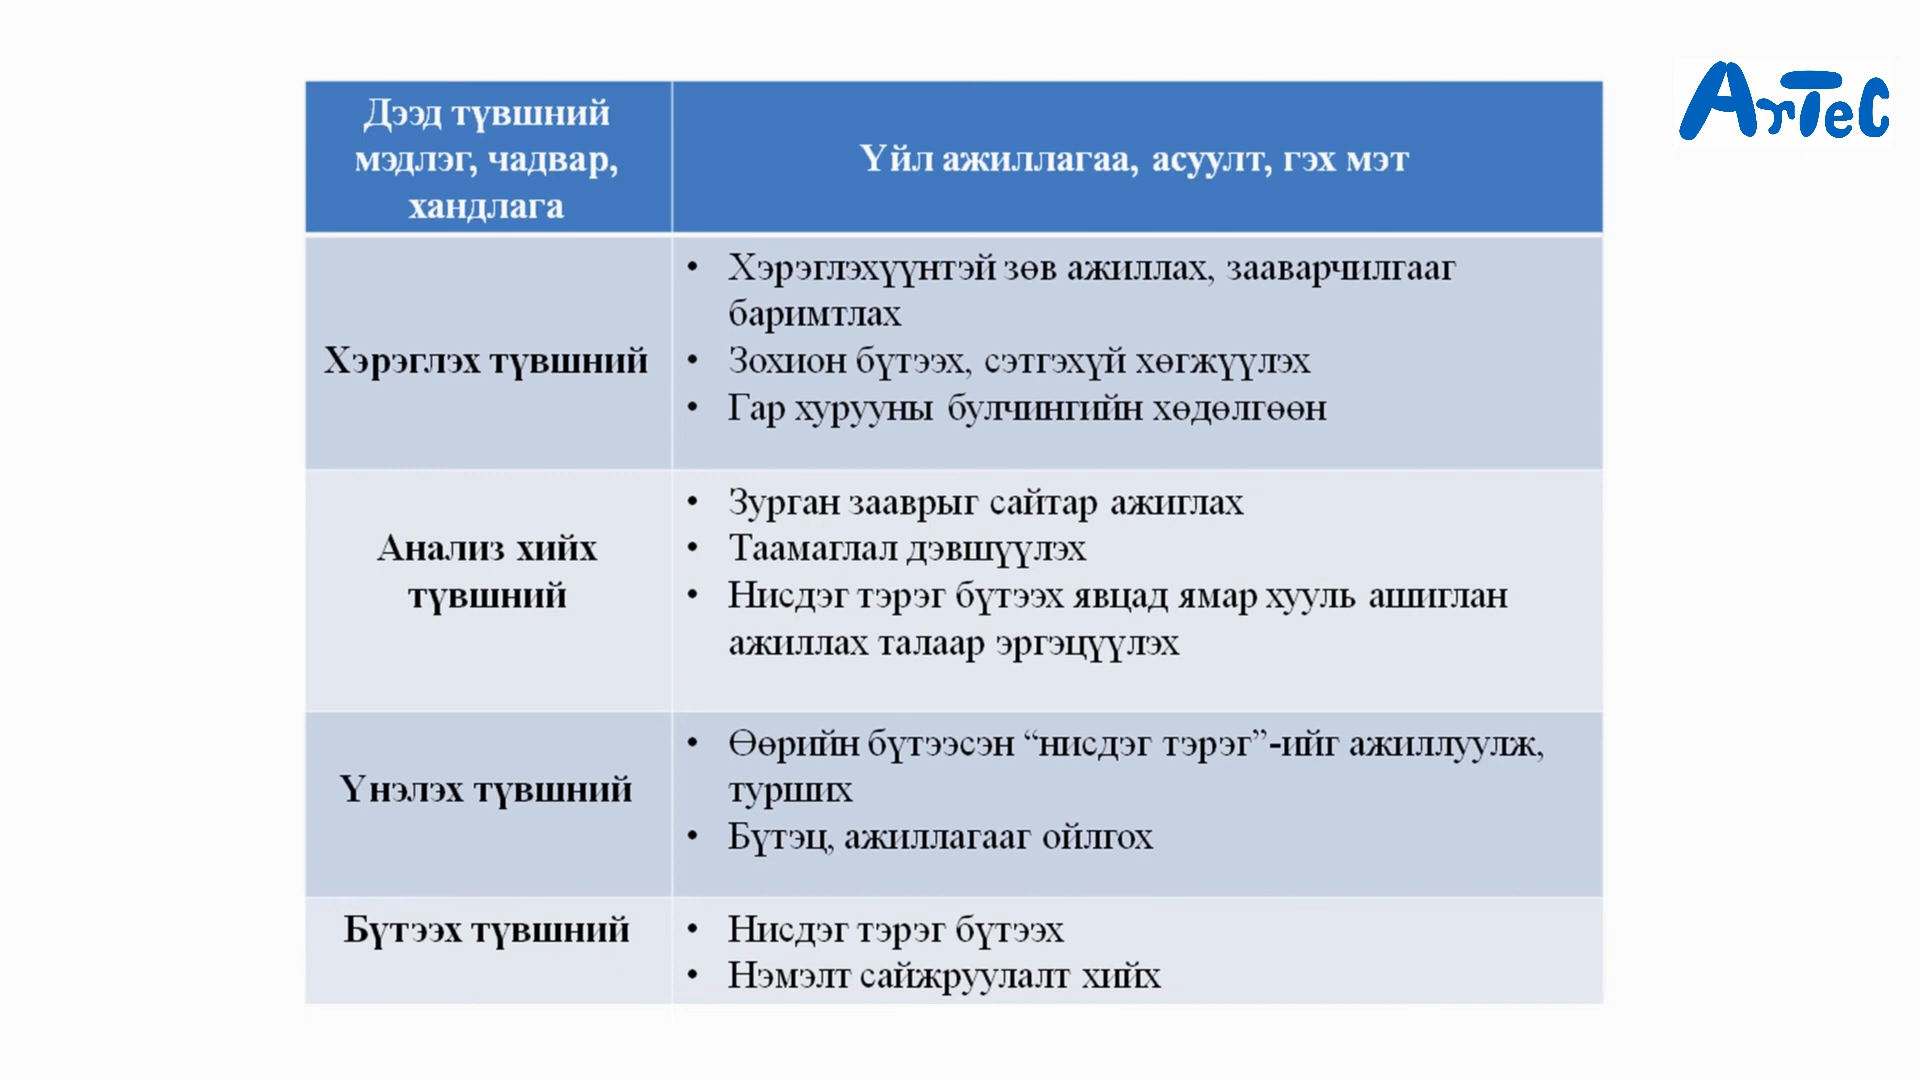 ArTeC
Дээд түвшний
мэдлэг, чадвар,
хандлага
Үйл ажиллагаа, асуулт, гэх мэт
Хэрэглэх түвшний
• Хэрэглэхүүнтэй зөв ажиллах, зааварчилгааг
баримтлах
• Зохион бүтээх, сэтгэхүй хөгжүүлэх
• Гар хурууны булчингийн хөдөлгөөн
Анализ хийх
түвшний
• Зурган зааврыг сайтар ажиглах
• Таамаглал дэвшүүлэх
• Нисдэг тэрэг бүтээх явцад ямар хууль ашиглан
ажиллах талаар эргэцүүлэх
Үнэлэх түвшний
• Өөрийн бүтээсэн “нисдэг тэрэг”-ийг ажиллуулж,
турших
• Бүтэц, ажиллагааг ойлгох
Бүтээх түвшний
• Нисдэг тэрэг бүтээх
• Нэмэлт сайжруулалт хийх